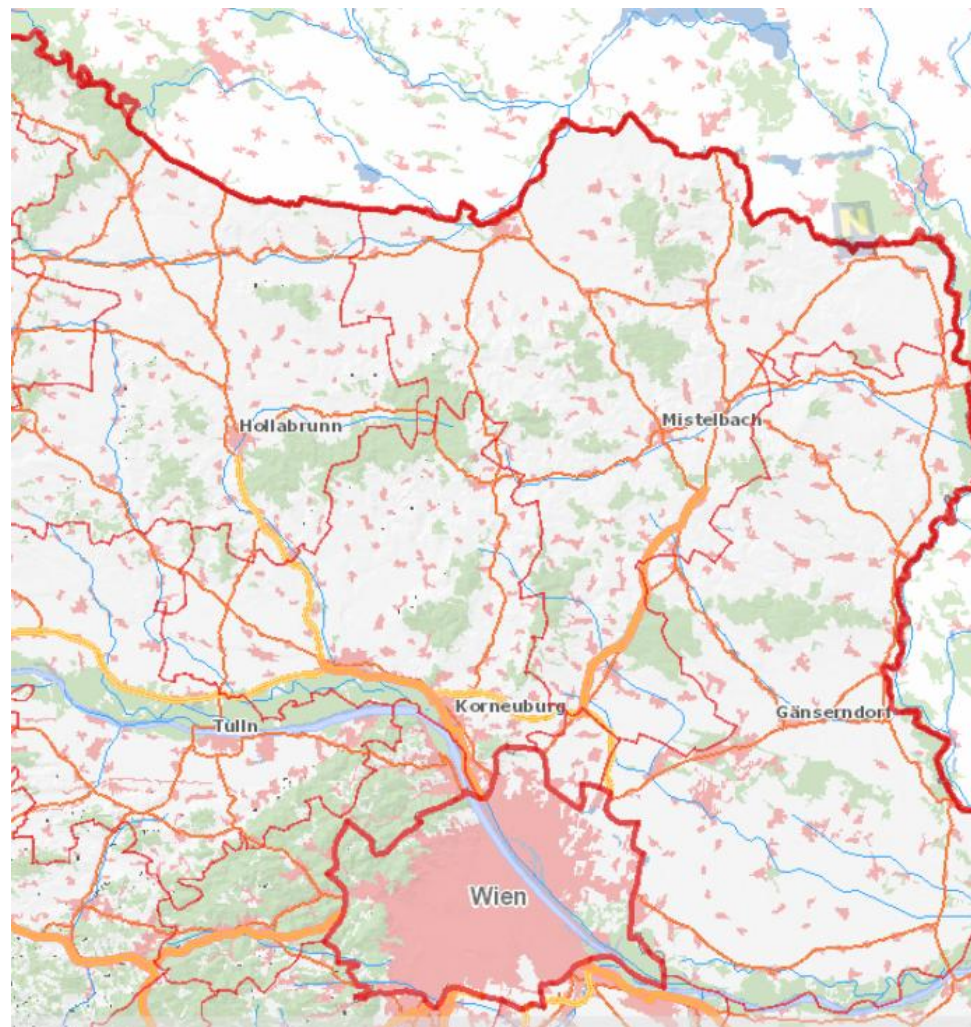 N
Hollabrunn
Mistelbach
Korneuburg
Gänserndorf
Tulln
Wien